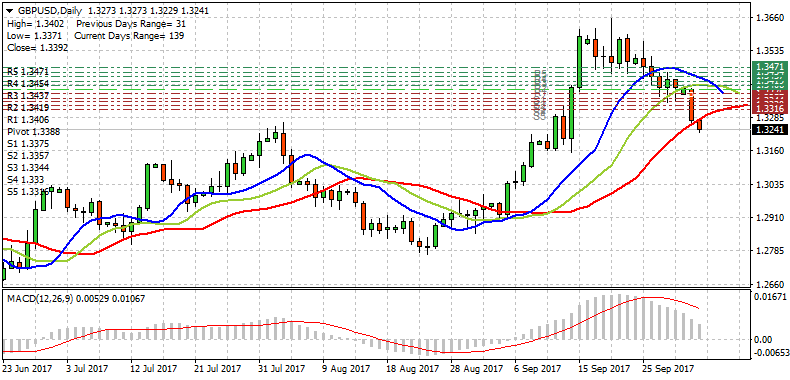 GBPUSD,Daily 1.3273 1.3273 1.3229 1.3241
High= 1.3402 Previous Days Range= 31
Low= 1.3371 Current Days Range= 139
Close= 1.3392
R5 1.3471
R4 1.3454
R3 1.3437
R2 1.3419
R1 1.3406
Pivot 1.3388
S1 1.3375
S2 1.3357
S3 1.3344
S4 1.333
1.3660
1.3535
1.3471
1.3316
1.3285
1.3241
1.3160
1.3035
1.2910
1.2785
1.2660
MACD(12,26,9) 0.00529 0.01067
0.01671
0.00
-0.00653
23 Jun 2017
3 Jul 2017
12 Jul 2017
21 Jul 2017
31 Jul 2017
9 Aug 2017
18 Aug 2017
28 Aug 2017
6 Sep 2017
15 Sep 2017
25 Sep 2017